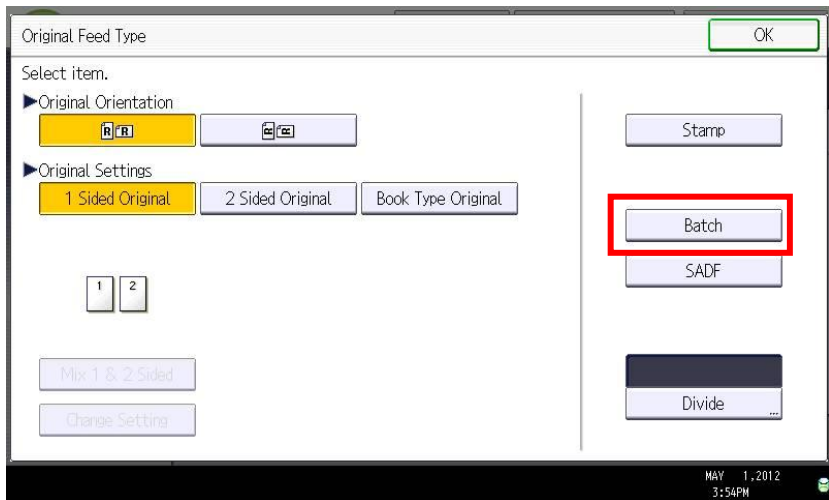 Original Feed Type
OK
Select item.
►Original Orientation
R R
R R
Stamp
►Original Settings
1 Sided Original
2 Sided Original
Book Type Original
Batch
SADF
1 2
Mix 1 & 2 Sided
Change Setting
Divide ...
MAY 1,2012
3:54PM